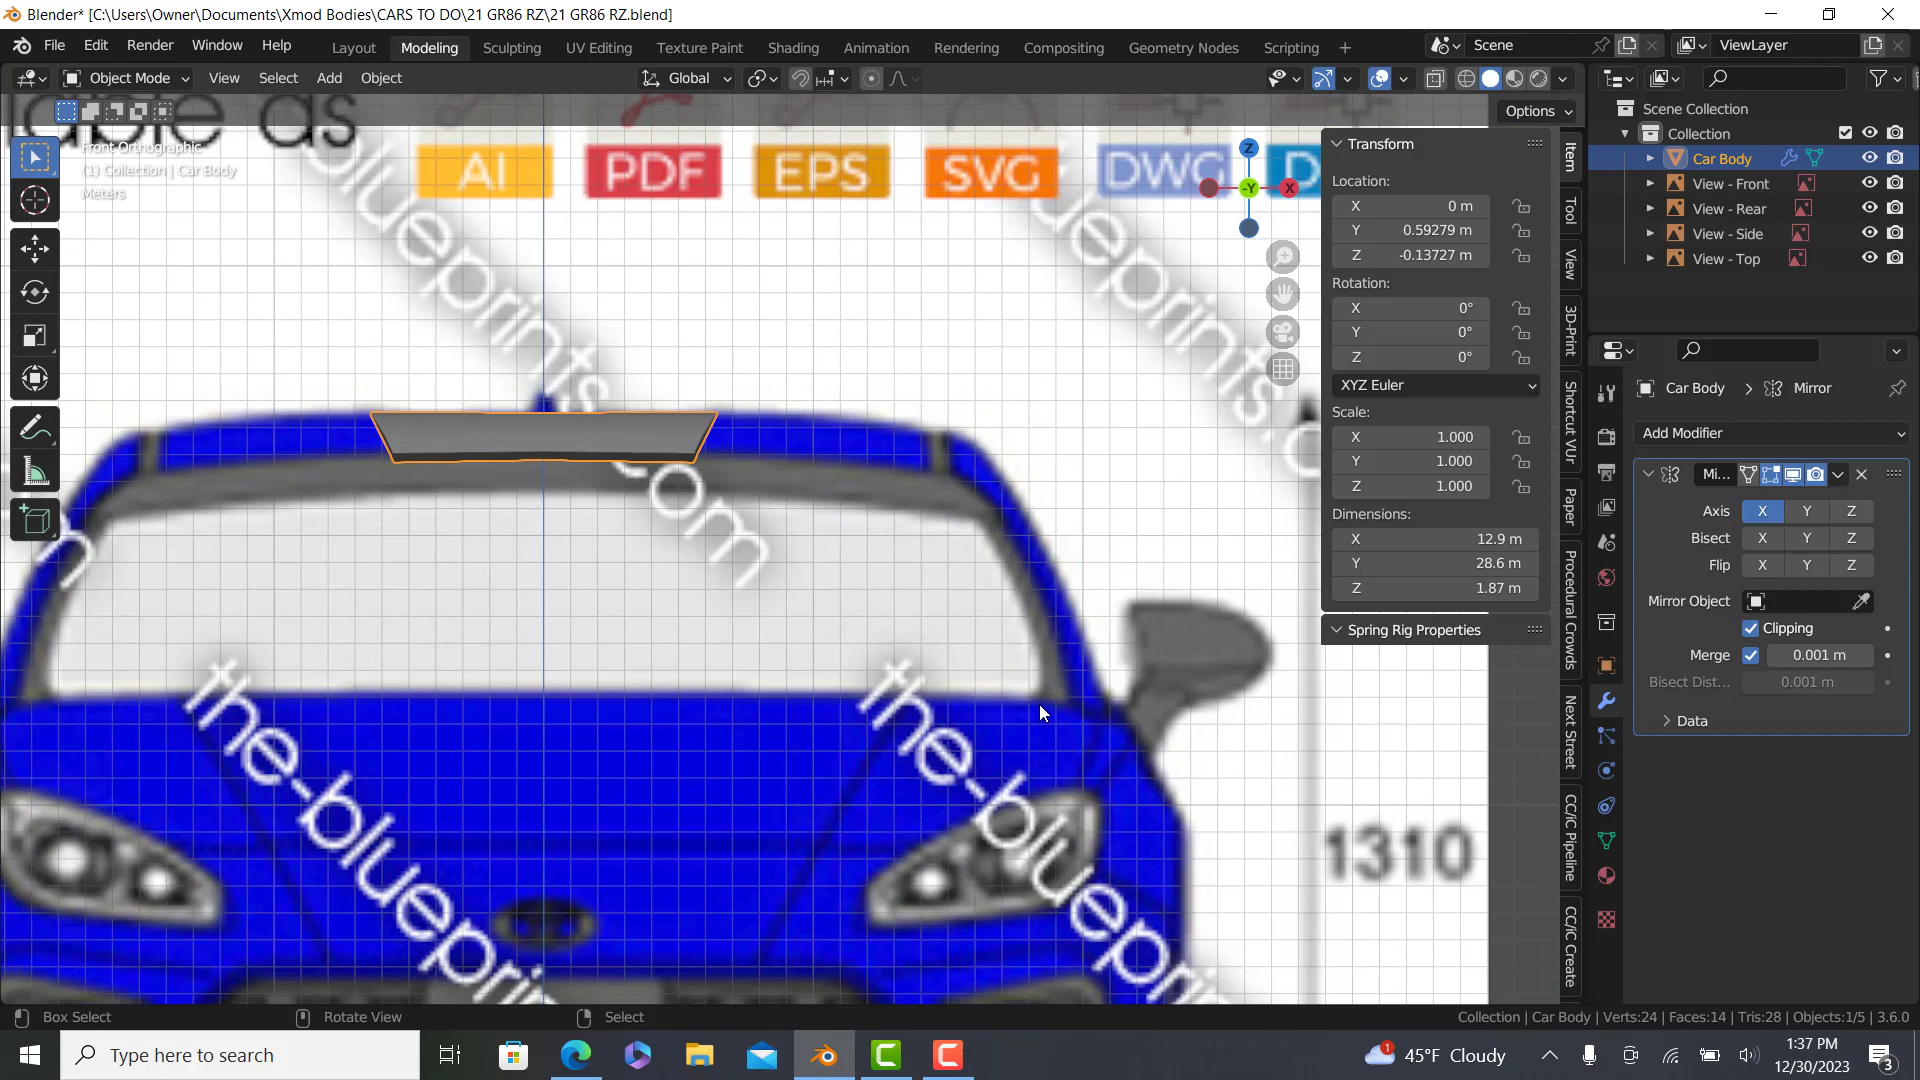 Blender* [C:\Users\Owner\Documents\Xmod Bodies\CARS TO DO\21 GR86 RZ\21 GR86 RZ.blend]
File Edit Render Window Help
Layout Modeling Sculpting UV Editing Texture Paint Shading Animation Rendering Compositing Geometry Nodes Scripting +
Scene
ViewLayer
Object Mode View Select Add Object
Global
Options
Front Orthographic
(1) Collection | Car Body
Meters
as
AI PDF EPS SVG DWG D
blueprints.com
blueprints.c
the-blueprin
the-blueprin
1310
Z
-Y
X
Transform
Location:
X 0 m
Y 0.59279 m
Z -0.13727 m
Rotation:
X 0°
Y 0°
Z 0°
XYZ Euler
Scale:
X 1.000
Y 1.000
Z 1.000
Dimensions:
X 12.9 m
Y 28.6 m
Z 1.87 m
Spring Rig Properties
Item
Tool
View
3D-Print
Shortcut VUr
Paper
Procedural Crowds
Next Street
CC/iC Pipeline
CC/iC Create
Scene Collection
Collection
Car Body
View - Front
View - Rear
View - Side
View - Top
Car Body > Mirror
Add Modifier
Mi...
Axis X Y Z
Bisect X Y Z
Flip X Y Z
Mirror Object
Clipping
Merge 0.001 m
Bisect Dist... 0.001 m
Data
Box Select
Rotate View
Select
Collection | Car Body | Verts:24 | Faces:14 | Tris:28 | Objects:1/5 | 3.6.0
Type here to search
1
45°F Cloudy
1:37 PM
12/30/2023
3